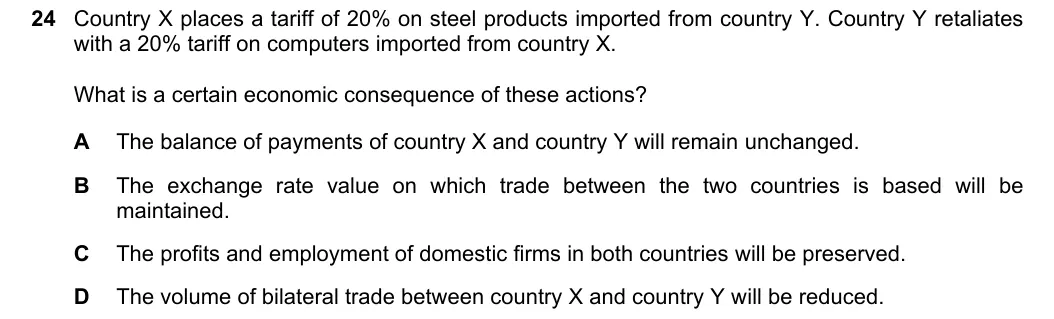 24 Country X places a tariff of 20% on steel products imported from country Y. Country Y retaliates
with a 20% tariff on computers imported from country X.
What is a certain economic consequence of these actions?
A The balance of payments of country X and country Y will remain unchanged.
B The exchange rate value on which trade between the two countries is based will be
maintained.
C The profits and employment of domestic firms in both countries will be preserved.
D The volume of bilateral trade between country X and country Y will be reduced.